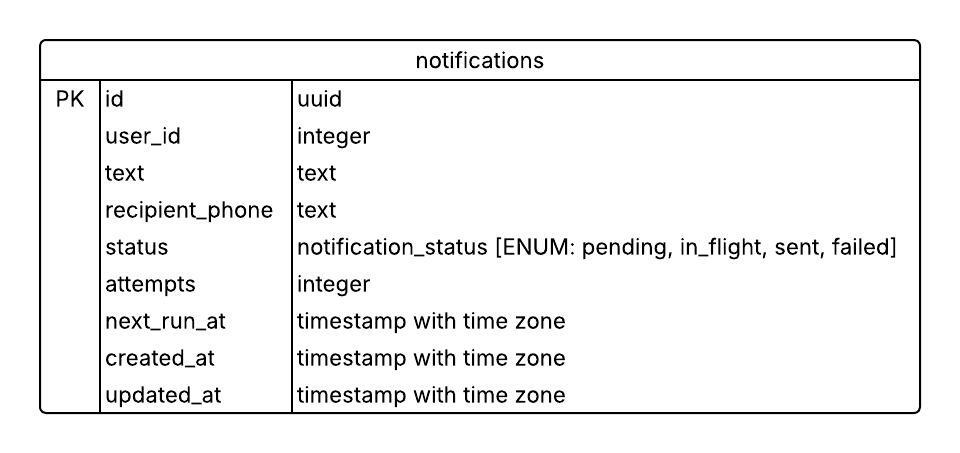 notifications
PK id uuid
user_id integer
text text
recipient_phone text
status notification_status [ENUM: pending, in_flight, sent, failed]
attempts integer
next_run_at timestamp with time zone
created_at timestamp with time zone
updated_at timestamp with time zone